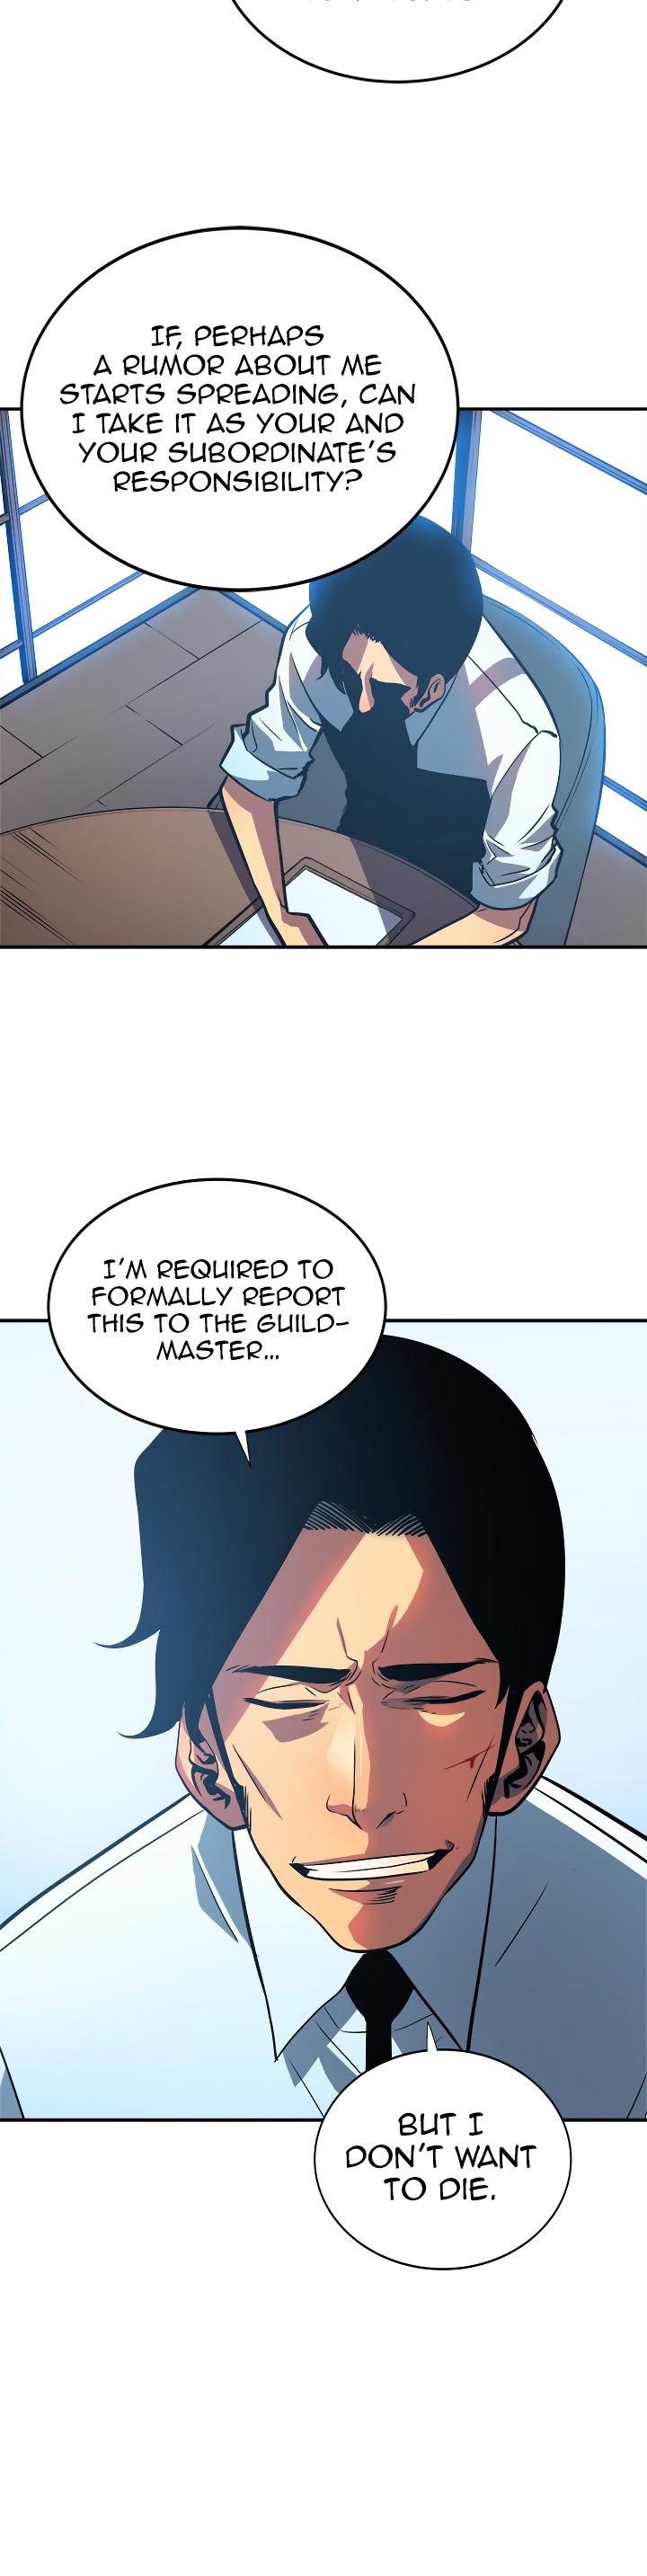 IF, PERHAPS
A RUMOR ABOUT ME
STARTS SPREADING, CAN
I TAKE IT AS YOUR AND
YOUR SUBORDINATE'S
RESPONSIBILITY?
I'M REQUIRED TO
FORMALLY REPORT
THIS TO THE GUILD-
MASTER...
BUT I
DON'T WANT
TO DIE.